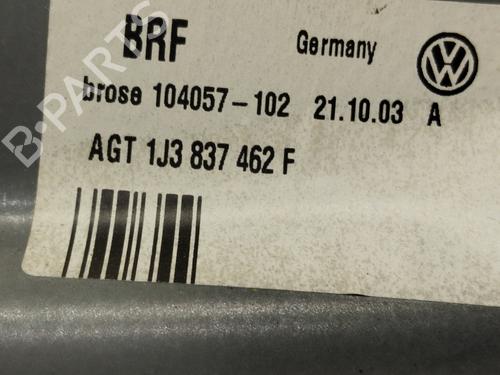 BRF Germany
brose 104057-102 21.10.03 A
AGT 1J3 837 462 F
B-PARTS